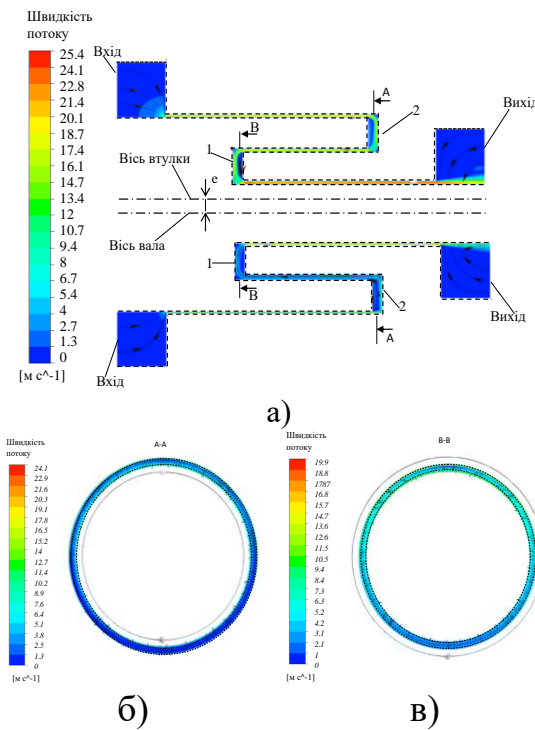 Швидкість
потоку
25.4
24.1
22.8
21.4
20.1
18.7
17.4
16.1
14.7
13.4
12
10.7
9.4
8
6.7
5.4
4
2.7
1.3
0
[м с^-1]
Вхід
А
2
Вихід
В
1
Вісь втулки
е
Вісь вала
1
В
2
А
Вихід
Вхід
а)
Швидкість
потоку
24.1
22.9
21.6
20.3
19.1
17.8
16.5
15.2
14
12.7
11.4
10.2
8.9
7.6
6.3
5.1
3.8
2.5
1.3
0
[м с^-1]
А-А
б)
Швидкість
потоку
19.9
18.8
1787
16.7
15.7
14.7
13.6
12.6
11.5
10.5
9.4
8.4
7.3
6.3
5.2
4.2
3.1
2.1
1
0
[м с^-1]
В-В
в)